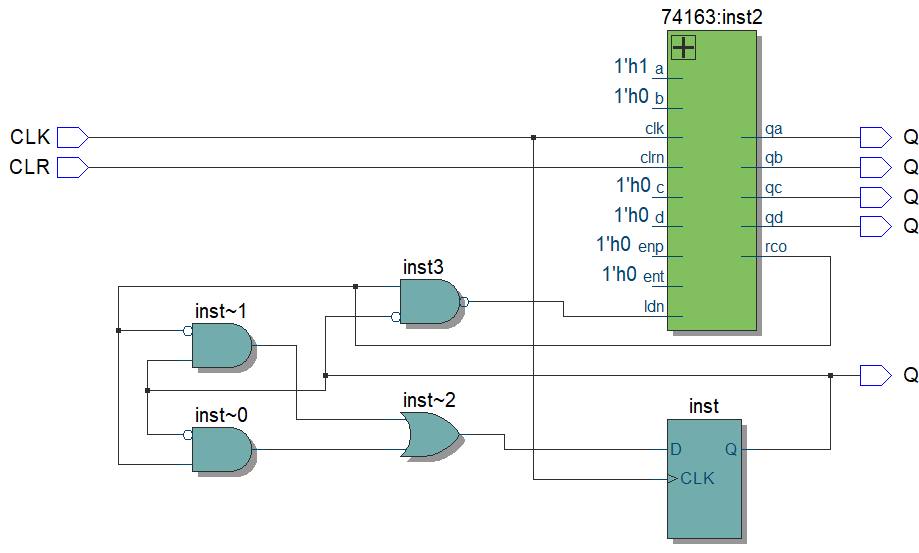 74163:inst2
1'h1 a
1'h0 b
CLK
clk
qa
Q
CLR
clrn
qb
Q
1'h0 c
qc
Q
1'h0 d
qd
Q
1'h0 enp
rco
1'h0 ent
inst3
ldn
inst~1
Q
inst~0
inst~2
inst
D
Q
CLK